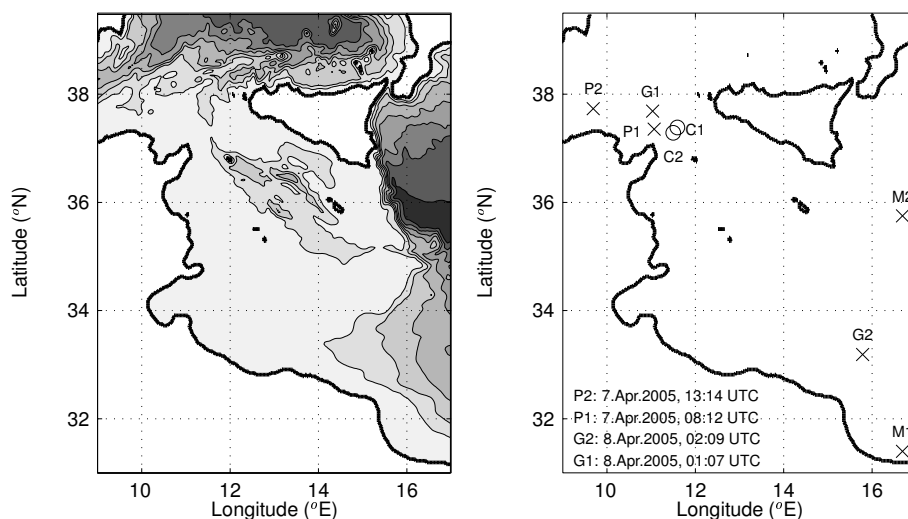 38
36
34
32
10
12
14
16
Latitude (°N)
Longitude (°E)
38
36
34
32
10
12
14
16
Latitude (°N)
Longitude (°E)
P2
G1
P1
C1
C2
M2
G2
M1
P2: 7.Apr.2005, 13:14 UTC
P1: 7.Apr.2005, 08:12 UTC
G2: 8.Apr.2005, 02:09 UTC
G1: 8.Apr.2005, 01:07 UTC